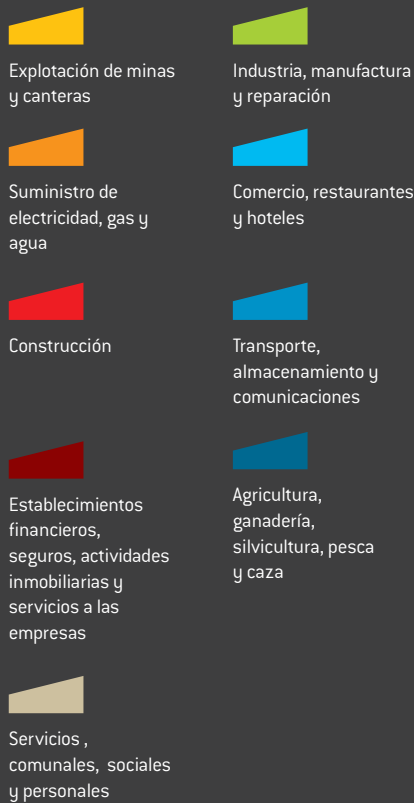 Explotación de minas
y canteras
Industria, manufactura
y reparación
Suministro de
electricidad, gas y
agua
Comercio, restaurantes
y hoteles
Construcción
Transporte,
almacenamiento y
comunicaciones
Establecimientos
financieros,
seguros, actividades
inmobiliarias y
servicios a las
empresas
Agricultura,
ganadería,
silvicultura, pesca
y caza
Servicios ,
comunales, sociales
y personales